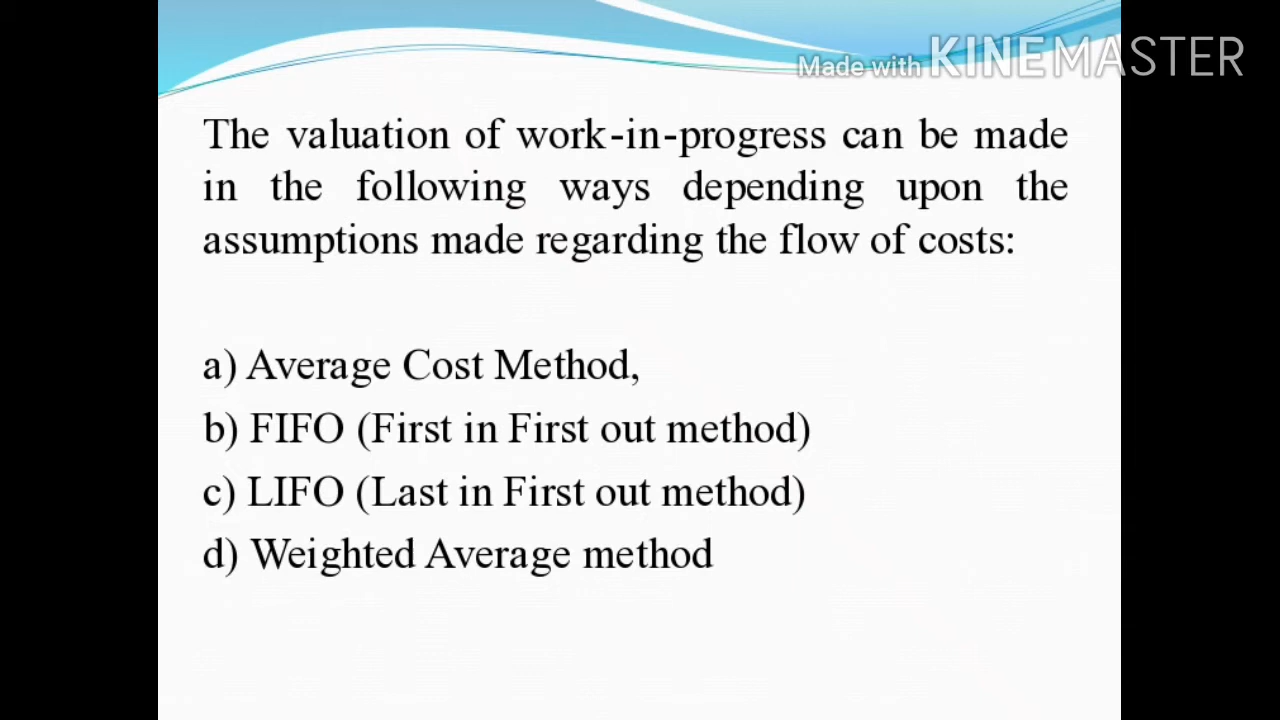 Made with KINEMASTER
The valuation of work-in-progress can be made
in the following ways depending upon the
assumptions made regarding the flow of costs:
a) Average Cost Method,
b) FIFO (First in First out method)
c) LIFO (Last in First out method)
d) Weighted Average method